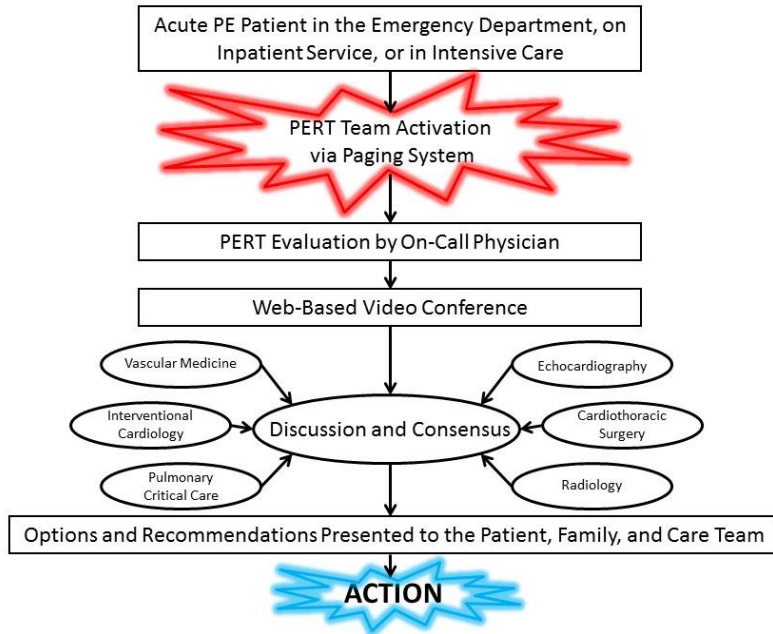 Acute PE Patient in the Emergency Department, on
Inpatient Service, or in Intensive Care
PERT Team Activation
via Paging System
PERT Evaluation by On-Call Physician
Web-Based Video Conference
Vascular Medicine
Echocardiography
Interventional
Cardiology
Discussion and Consensus
Cardiothoracic
Surgery
Pulmonary
Critical Care
Radiology
Options and Recommendations Presented to the Patient, Family, and Care Team
ACTION